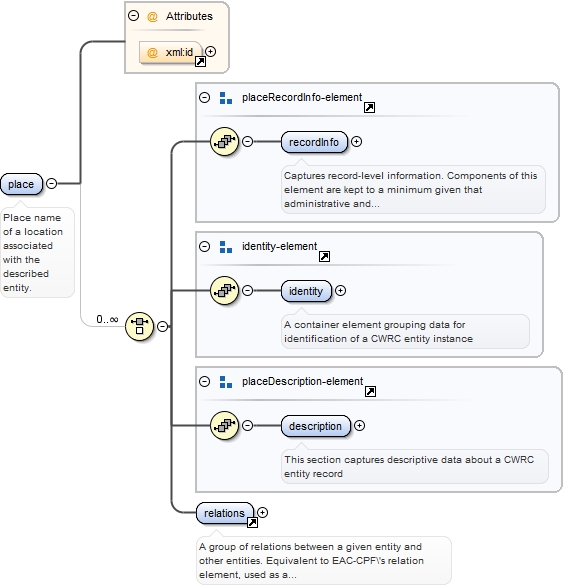 Attributes
@ xml:id
placeRecordInfo-element
recordInfo
Captures record-level information. Components of this
element are kept to a minimum given that
administrative and...
place
Place name
of a location
associated
with the
described
entity.
identity-element
identity
0..∞
A container element grouping data for
identification of a CWRC entity instance
placeDescription-element
description
This section captures descriptive data about a CWRC
entity record
relations
A group of relations between a given entity and
other entities. Equivalent to EAC-CPF\'s relation
element, used as a...